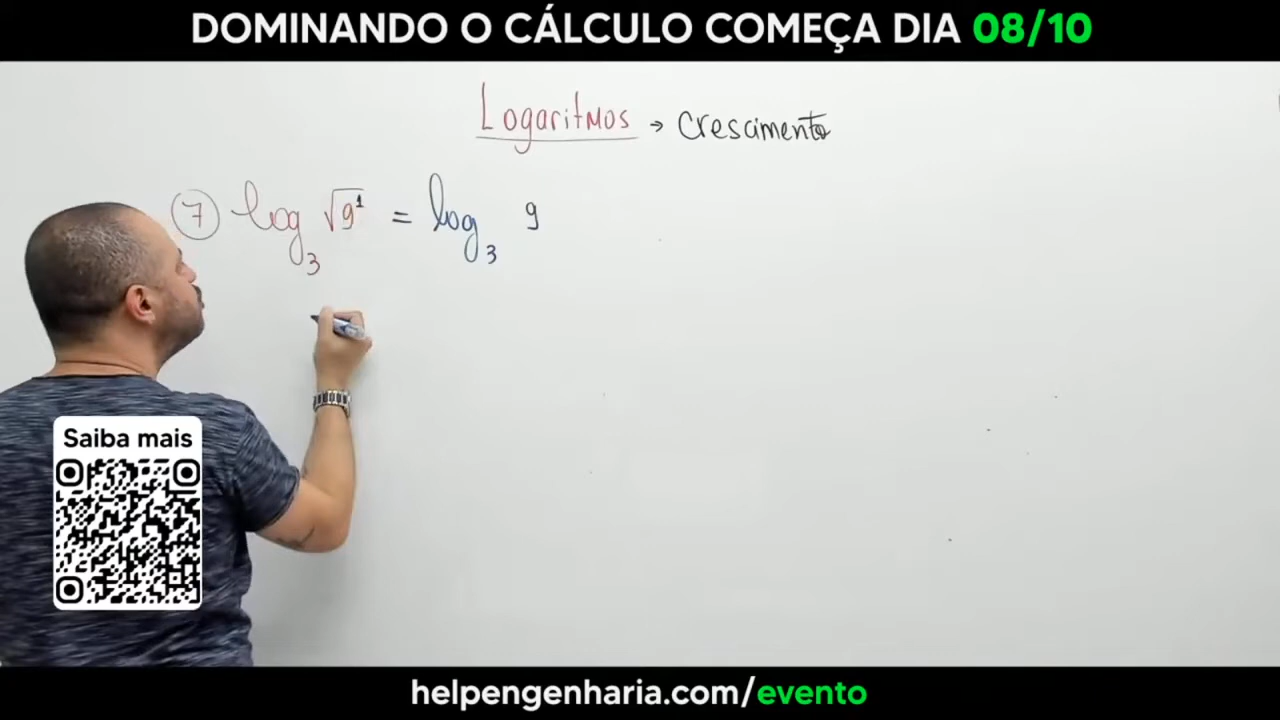 DOMINANDO O CÁLCULO COMEÇA DIA 08/10
Logaritmos → Crescimento
7 log₃ √9¹ = log₃ 9
Saiba mais
helpengenharia.com/evento